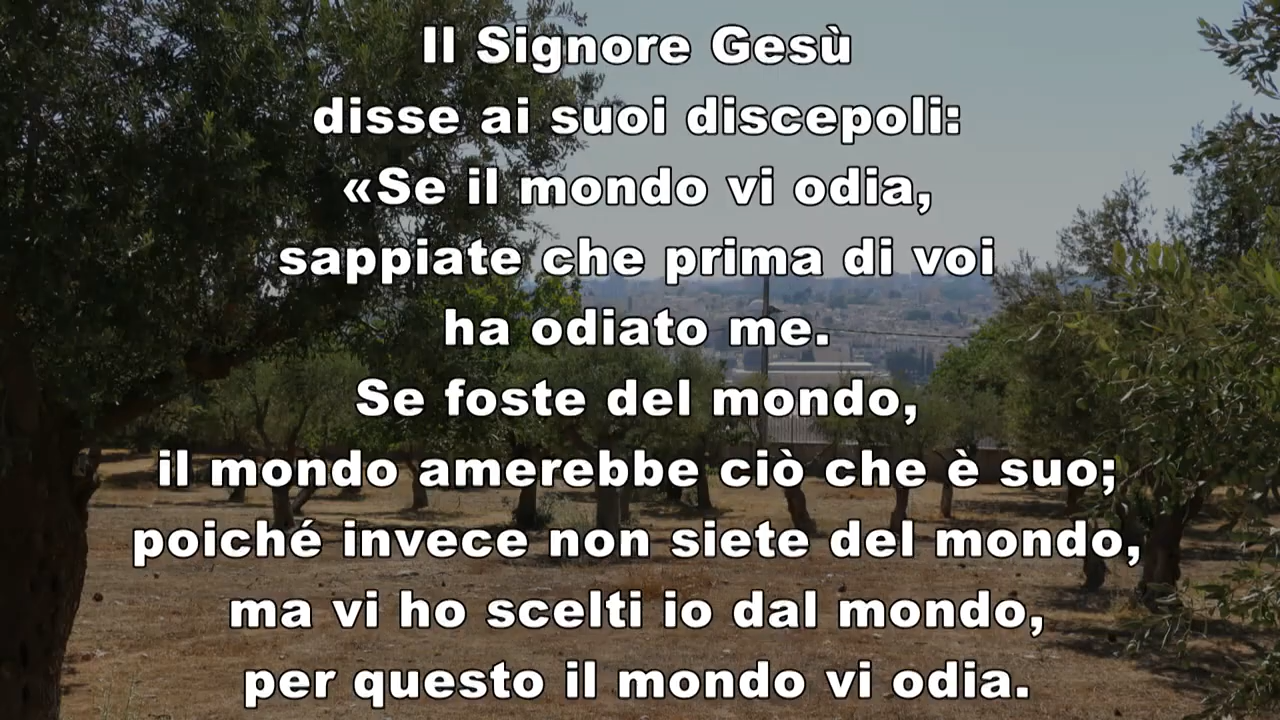 Il Signore Gesù
disse ai suoi discepoli:
«Se il mondo vi odia,
sappiate che prima di voi
ha odiato me.
Se foste del mondo,
il mondo amerebbe ciò che è suo;
poiché invece non siete del mondo,
ma vi ho scelti io dal mondo,
per questo il mondo vi odia.